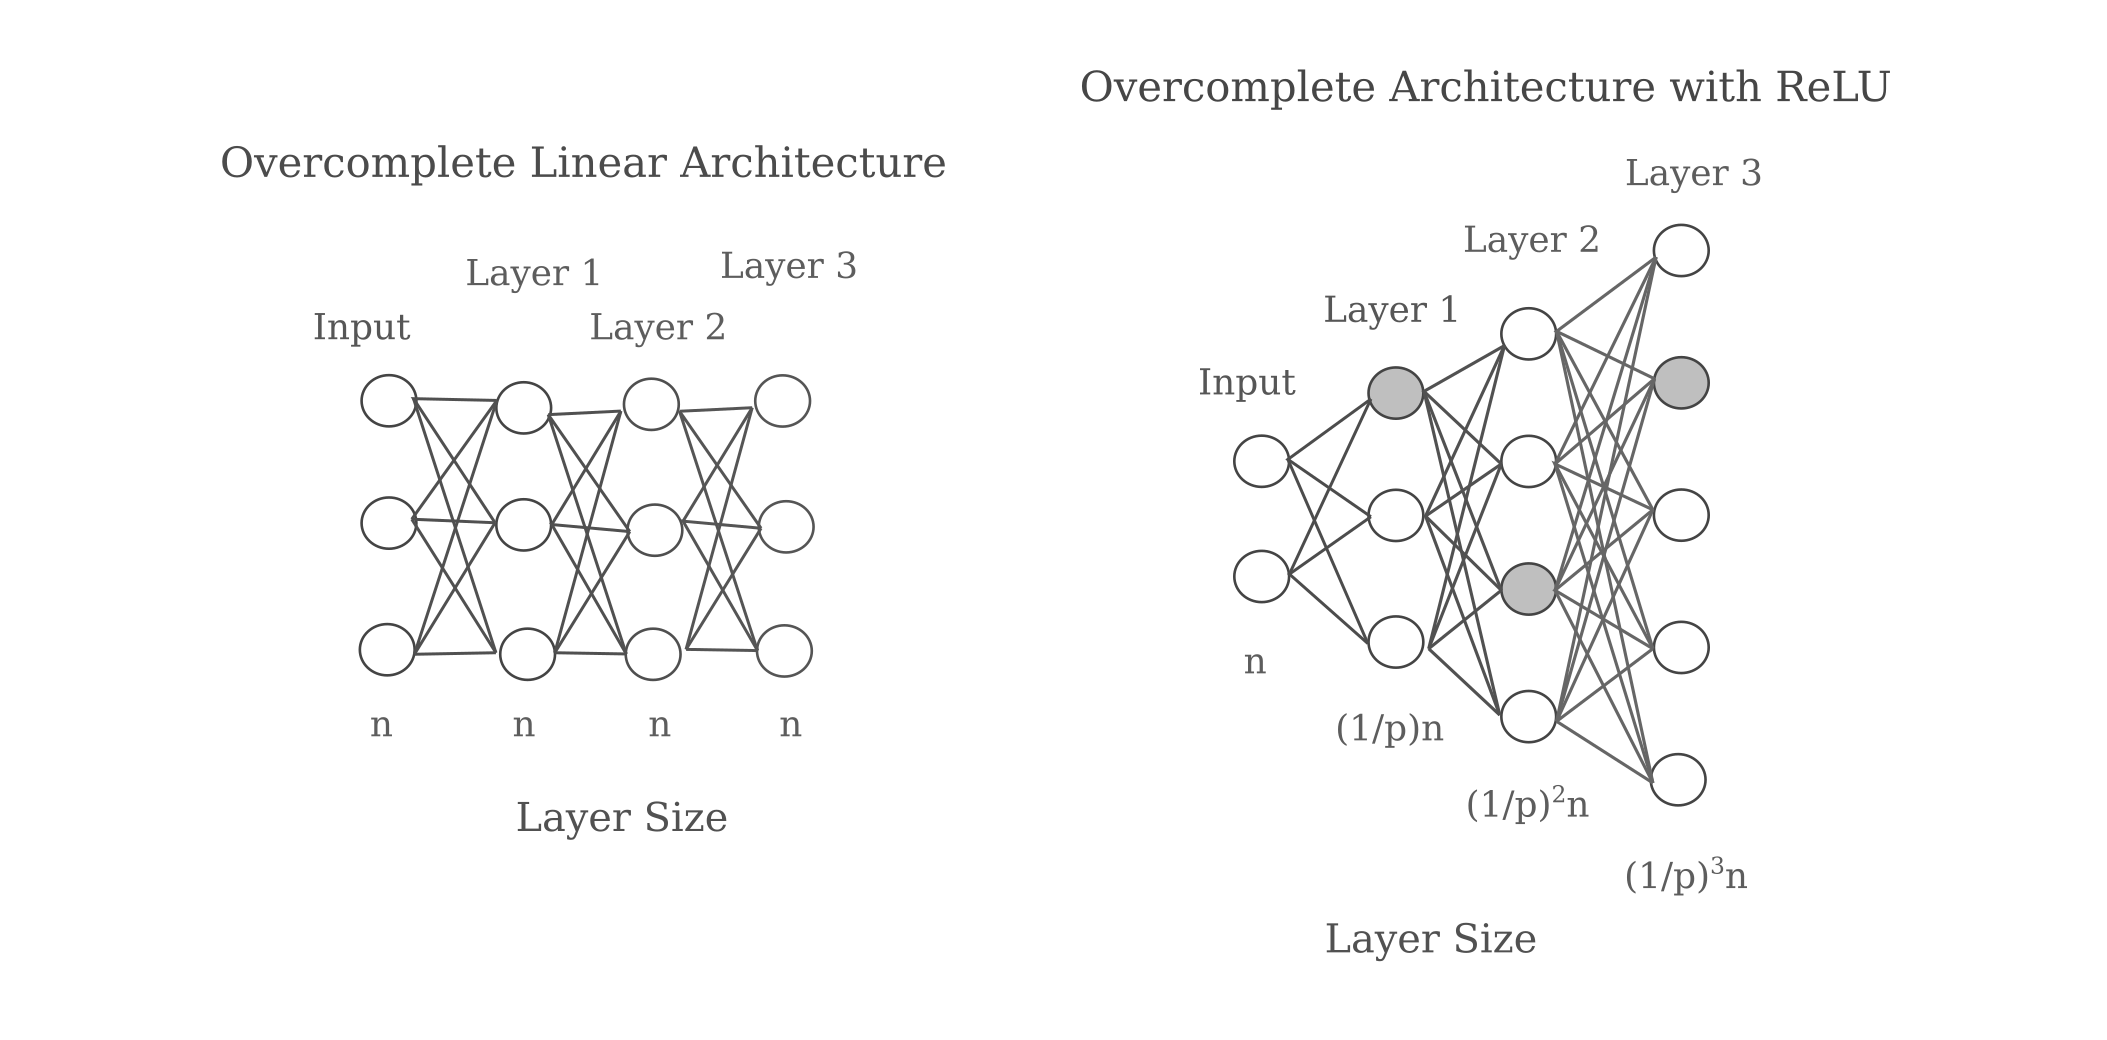 Overcomplete Linear Architecture
Layer 1
Layer 3
Input
Layer 2
n
n
n
n
Layer Size
Overcomplete Architecture with ReLU
Layer 3
Layer 2
Layer 1
Input
n
(1/p)n
(1/p)²n
(1/p)³n
Layer Size